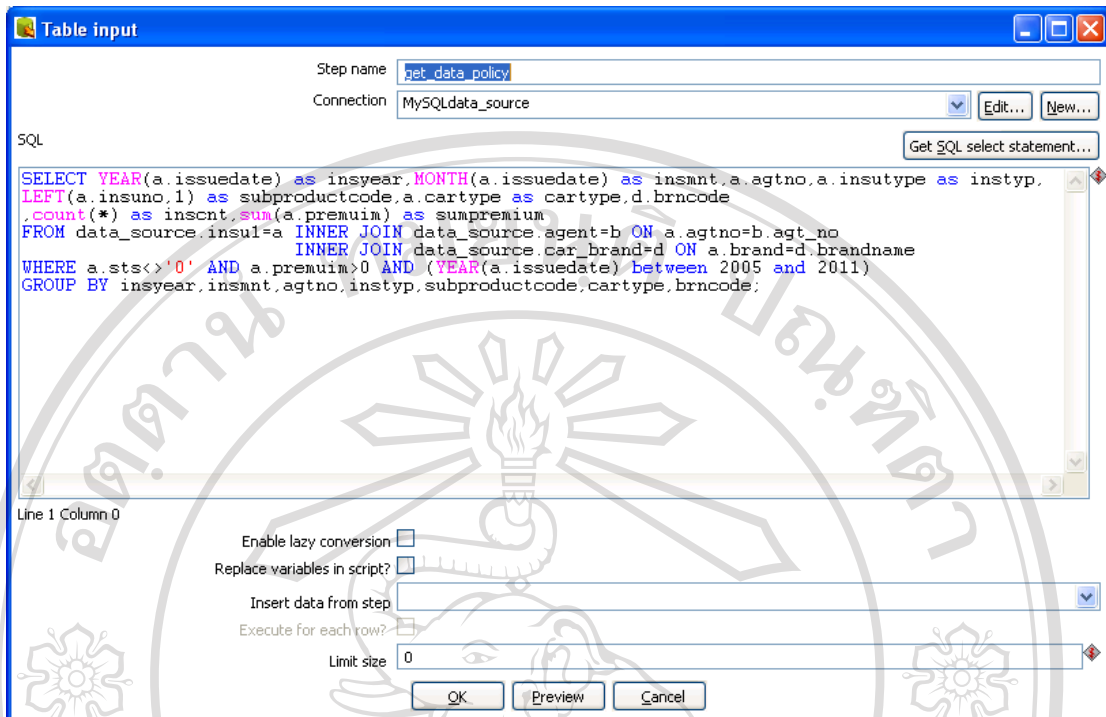 Table input
Step name get_data_policy
Connection MySQLdata_source Edit... New...
SQL Get SQL select statement...
SELECT YEAR(a.issuedate) as insyear,MONTH(a.issuedate) as insmnt,a.agtno,a.insutype as instyp,
LEFT(a.insuno,1) as subproductcode,a.cartype as cartype,d.brncode
,count(*) as inscnt,sum(a.premuim) as sumpremium
FROM data_source.insu1=a INNER JOIN data_source.agent=b ON a.agtno=b.agt_no
INNER JOIN data_source.car_brand=d ON a.brand=d.brandname
WHERE a.sts<>'0' AND a.premuim>0 AND (YEAR(a.issuedate) between 2005 and 2011)
GROUP BY insyear,insmnt,agtno,instyp,subproductcode,cartype,brncode;
Line 1 Column 0
Enable lazy conversion
Replace variables in script?
Insert data from step
Execute for each row?
Limit size 0
OK Preview Cancel